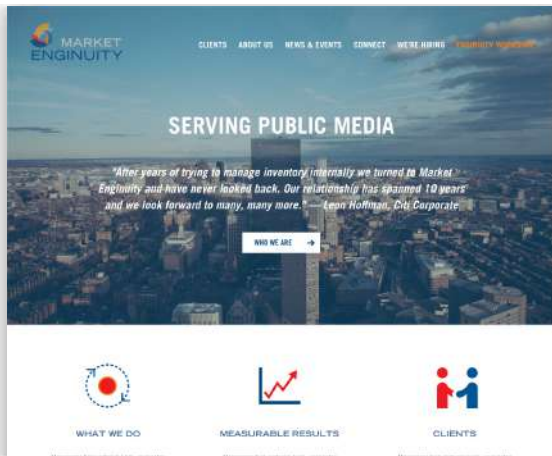 MARKET
ENGINUITY
CLIENTS ABOUT US NEWS & EVENTS CONNECT WE'RE HIRING
SERVING PUBLIC MEDIA
"After years of trying to manage inventory internally we turned to Market
Enginuity and have never looked back. Our relationship has spanned 10 years
and we look forward to many, many more." — Leon Hoffman, Citi Corporate
WHO WE ARE →
WHAT WE DO
MEASURABLE RESULTS
CLIENTS